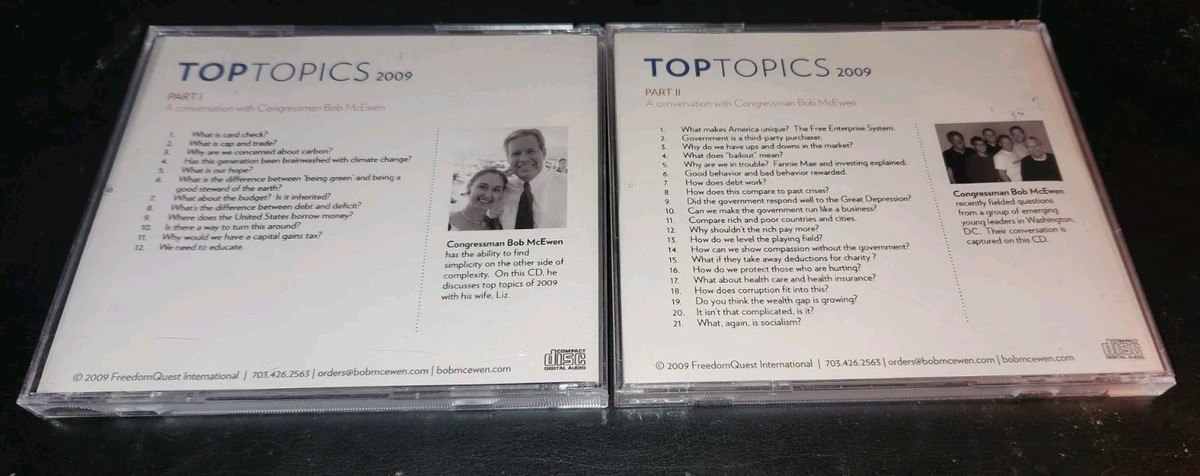 TOPTOPICS 2009
PART I
A conversation with Congressman Bob McEwen
1. What is card check?
2. What is cap and trade?
3. Why are we concerned about carbon?
4. Has this generation been brainwashed with climate change?
5. What is our hope?
6. What is the difference between 'being green' and being a
good steward of the earth?
7. What about the budget? Is it inherited?
8. What's the difference between debt and deficit?
9. Where does the United States borrow money?
10. Is there a way to turn this around?
11. Why would we have a capital gains tax?
12. We need to educate.
Congressman Bob McEwen
has the ability to find
simplicity on the other side of
complexity. On this CD, he
discusses top topics of 2009
with his wife, Liz.
COMPACT
disc
DIGITAL AUDIO
© 2009 FreedomQuest International | 703.426.2563 | orders@bobmcewen.com | bobmcewen.com
TOPTOPICS 2009
PART II
A conversation with Congressman Bob McEwen
1. What makes America unique? The Free Enterprise System.
2. Government is a third-party purchaser.
3. Why do we have ups and downs in the market?
4. What does "bailout" mean?
5. Why are we in trouble? Fannie Mae and investing explained.
6. Good behavior and bad behavior rewarded.
7. How does debt work?
8. How does this compare to past crises?
9. Did the government respond well to the Great Depression?
10. Can we make the government run like a business?
11. Compare rich and poor countries and cities.
12. Why shouldn't the rich pay more?
13. How do we level the playing field?
14. How can we show compassion without the government?
15. What if they take away deductions for charity?
16. How do we protect those who are hurting?
17. What about health care and health insurance?
18. How does corruption fit into this?
19. Do you think the wealth gap is growing?
20. It isn't that complicated, is it?
21. What, again, is socialism?
Congressman Bob McEwen
recently fielded questions
from a group of emerging
young leaders in Washington,
DC. Their conversation is
captured on this CD.
COMPACT
disc
DIGITAL AUDIO
© 2009 FreedomQuest International | 703.426.2563 | orders@bobmcewen.com | bobmcewen.com